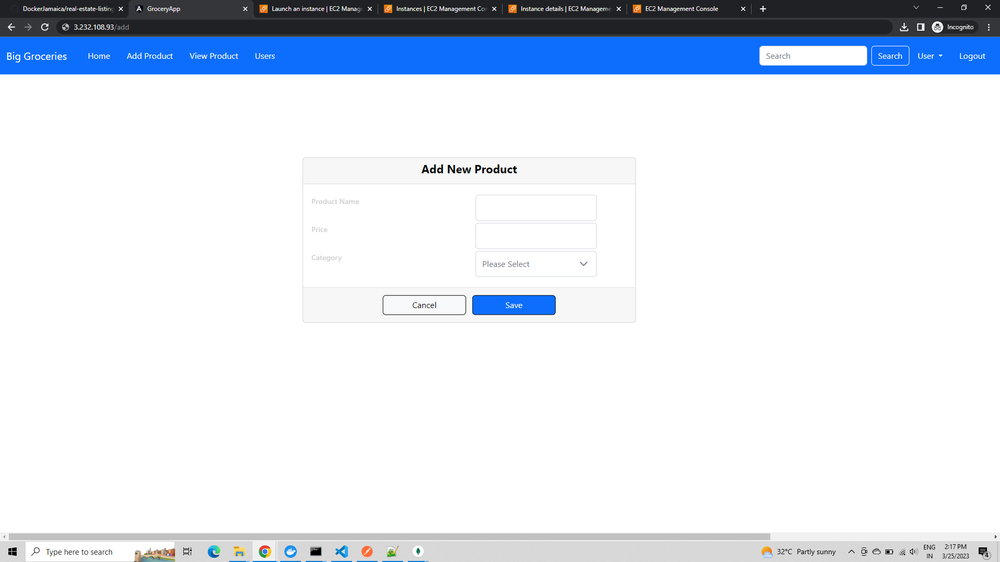 DockerJamaica/real-estate-listing
GroceryApp
Launch an instance | EC2 Manage
Instances | EC2 Management Con
Instance details | EC2 Manageme
EC2 Management Console
3.232.108.93/add
Incognito
Big Groceries
Home
Add Product
View Product
Users
Search
Search
User
Logout
Add New Product
Product Name
Price
Category
Please Select
Cancel
Save
Type here to search
32°C Partly sunny
ENG
IN
2:17 PM
3/25/2023
4